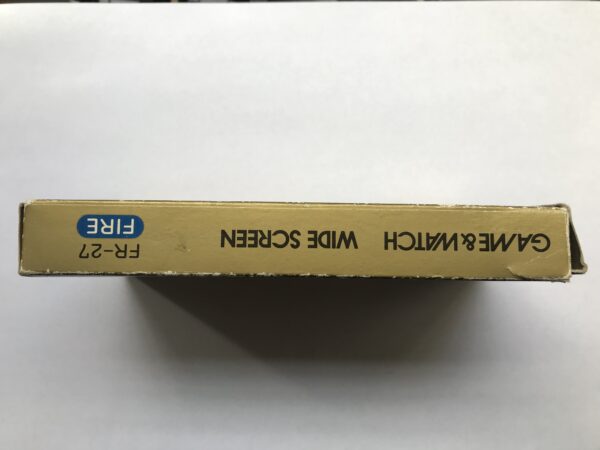 GAME & WATCH WIDE SCREEN
FR-27
FIRE